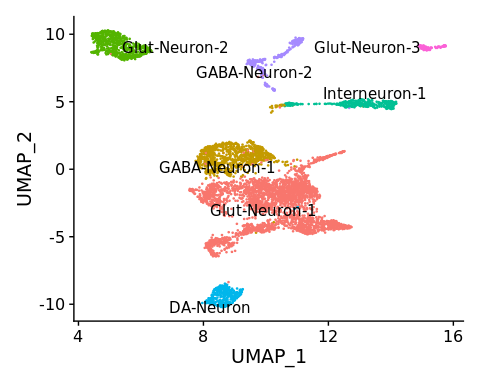 10
5
0
-5
-10
UMAP_2
Glut-Neuron-2
Glut-Neuron-3
GABA-Neuron-2
Interneuron-1
GABA-Neuron-1
Glut-Neuron-1
DA-Neuron
4
8
12
16
UMAP_1